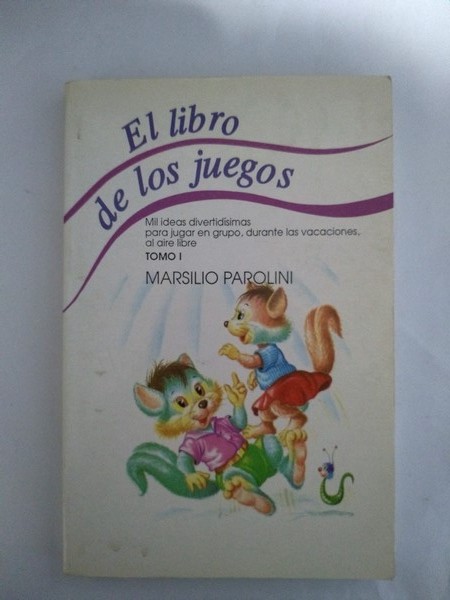 El libro
de los juegos
Mil ideas divertidísimas
para jugar en grupo, durante las vacaciones,
al aire libre
TOMO I
MARSILIO PAROLINI